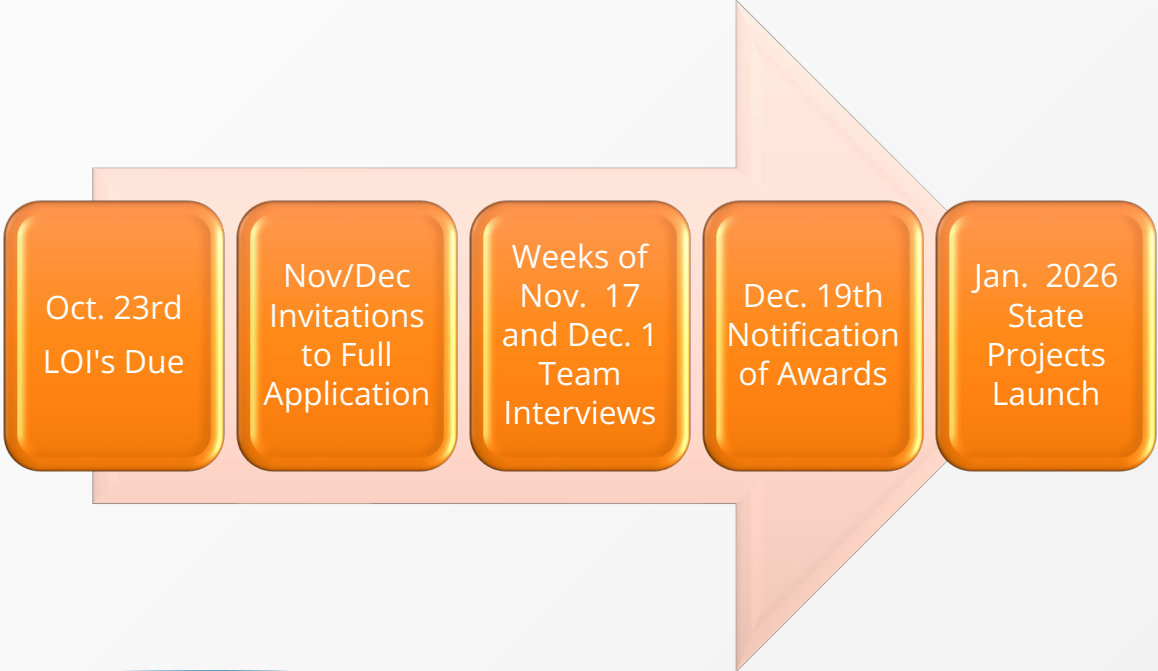 Oct. 23rd
LOI's Due
Nov/Dec
Invitations
to Full
Application
Weeks of
Nov.  17
and Dec. 1
Team
Interviews
Dec. 19th
Notification
of Awards
Jan.  2026
State
Projects
Launch